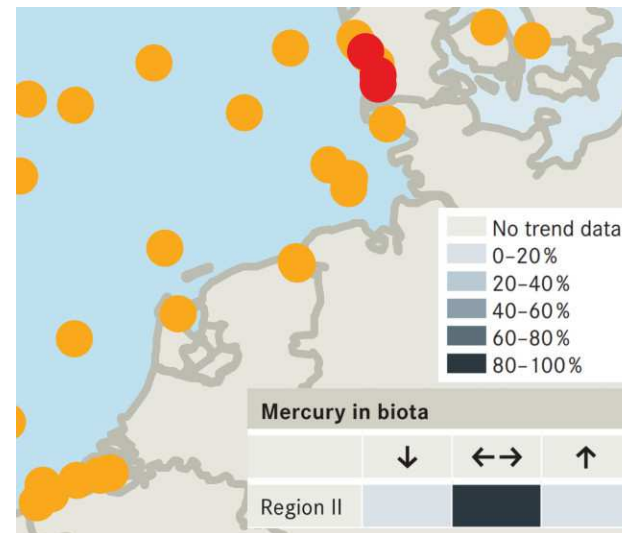 No trend data
0–20%
20–40%
40–60%
60–80%
80–100%
Mercury in biota
↓ ←→ ↑
Region II